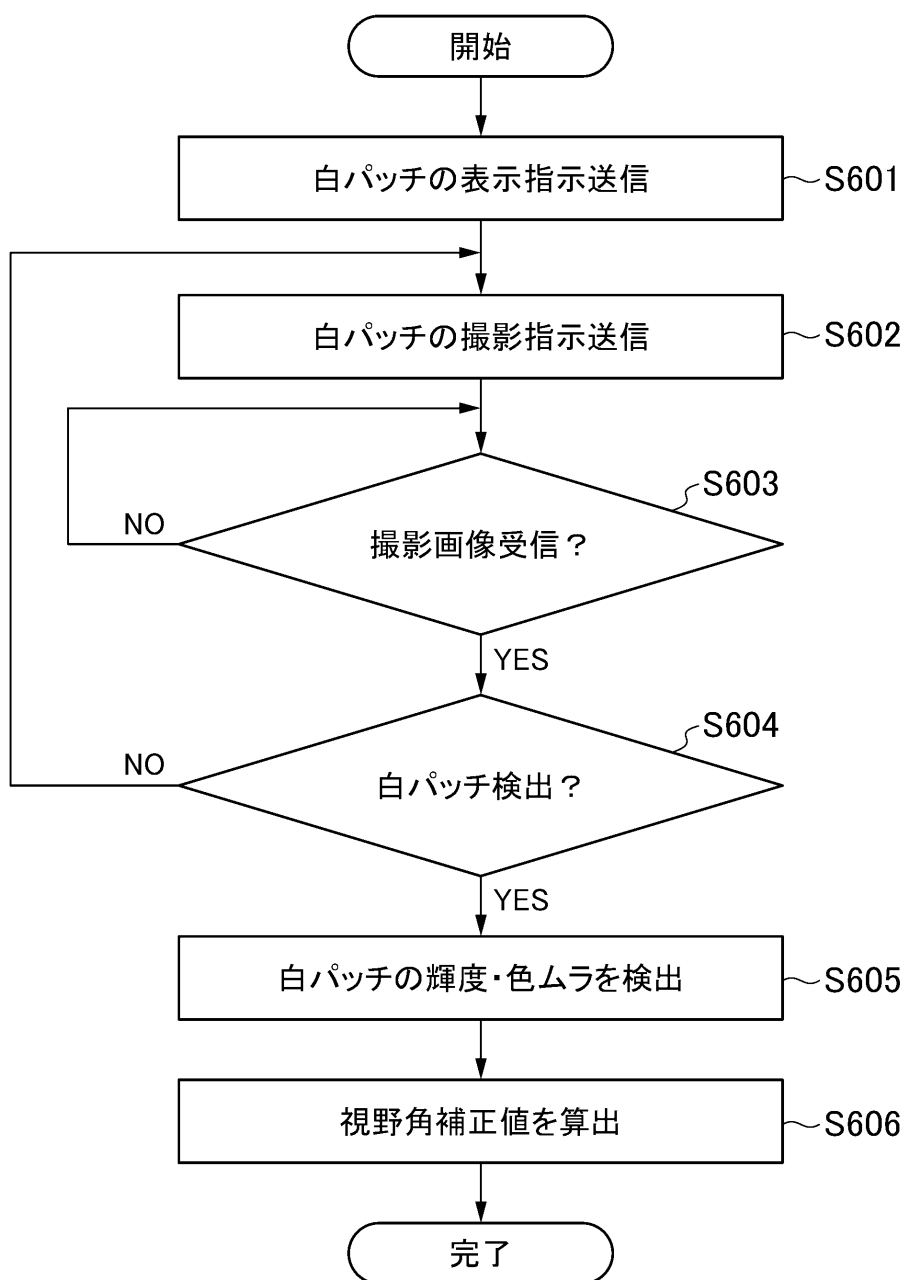 開始
白パッチの表示指示送信
S601
白パッチの撮影指示送信
S602
S603
NO
撮影画像受信？
YES
S604
NO
白パッチ検出？
YES
白パッチの輝度・色ムラを検出
S605
視野角補正値を算出
S606
完了